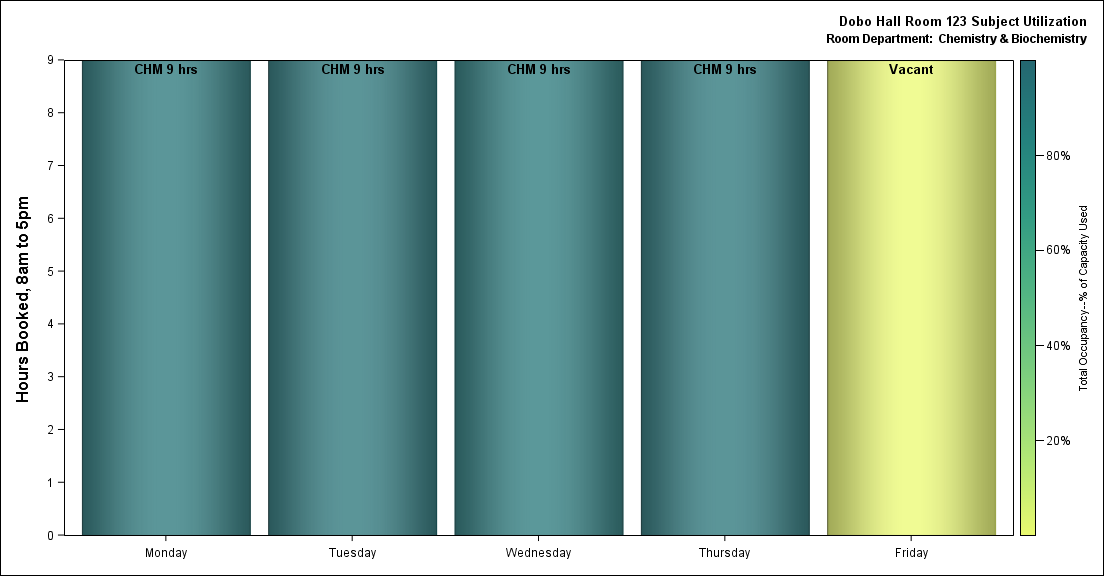 Dobo Hall Room 123 Subject Utilization
Room Department: Chemistry & Biochemistry
Hours Booked, 8am to 5pm
9
8
7
6
5
4
3
2
1
0
CHM 9 hrs
CHM 9 hrs
CHM 9 hrs
CHM 9 hrs
Vacant
Monday
Tuesday
Wednesday
Thursday
Friday
80%
60%
40%
20%
Total Occupancy--% of Capacity Used